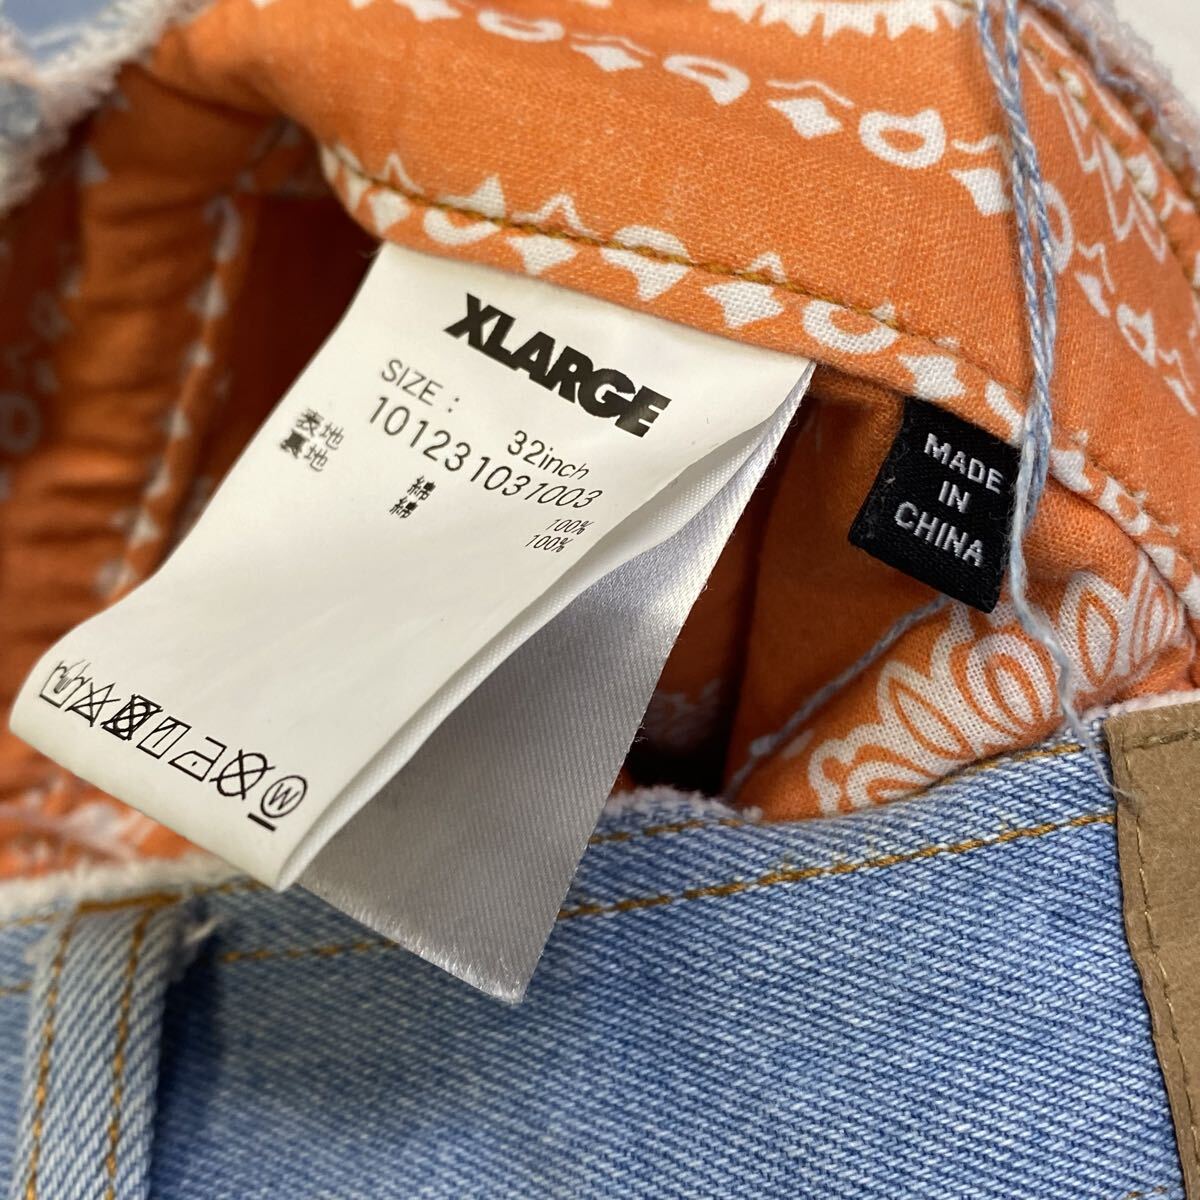 XLARGE
SIZE : 32inch
101231031003
表地 綿 100%
裏地 綿 100%
W
MADE
IN
CHINA